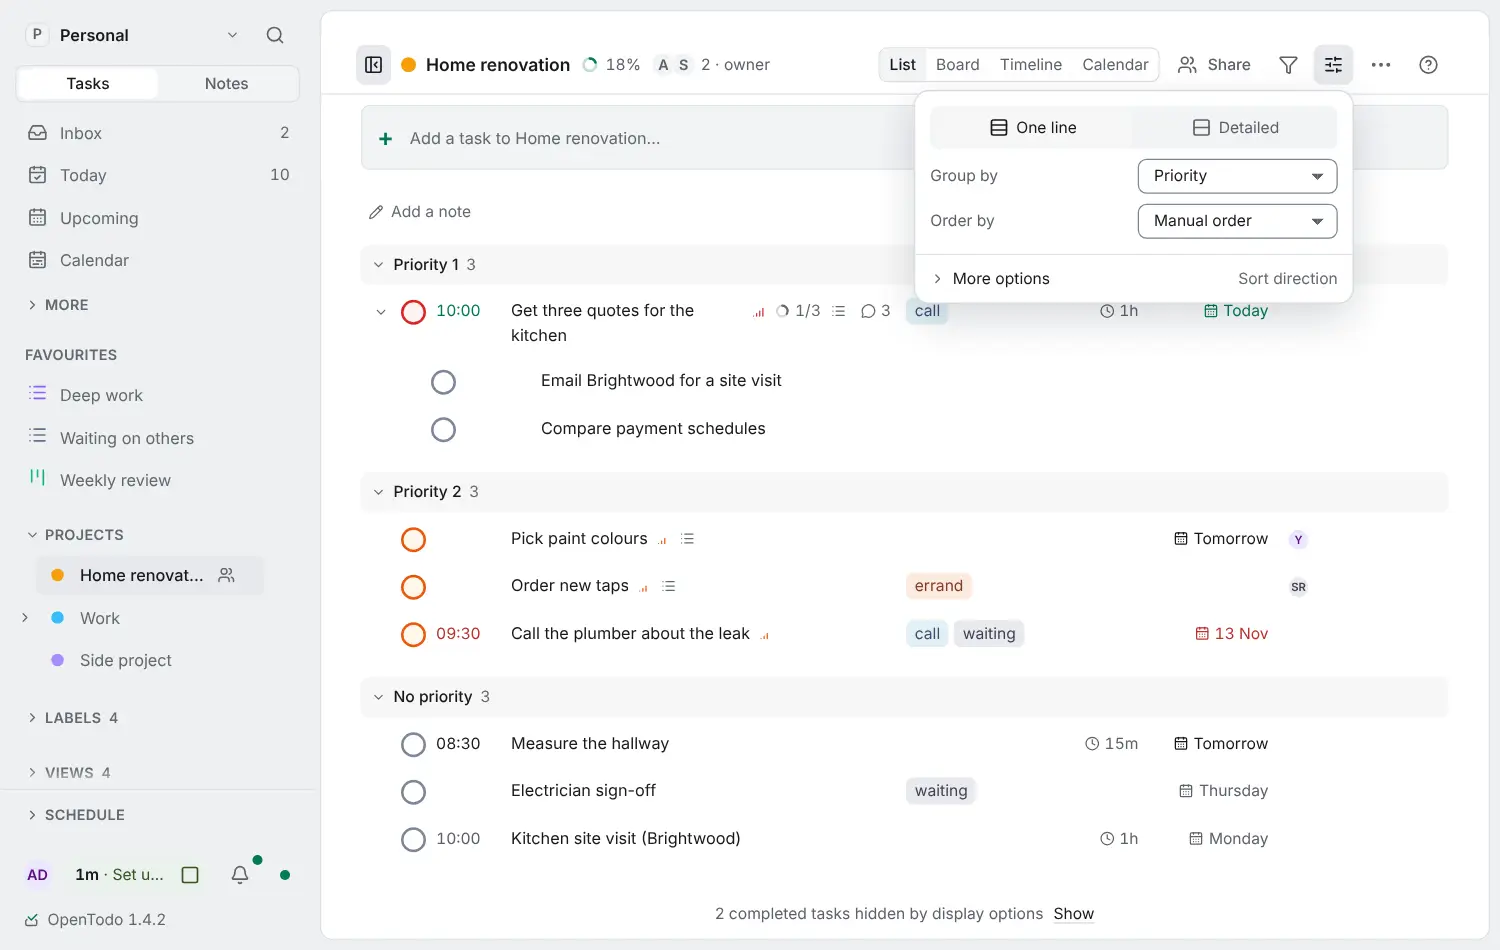 P Personal
Tasks Notes
Inbox 2
Today 10
Upcoming
Calendar
MORE
FAVOURITES
Deep work
Waiting on others
Weekly review
PROJECTS
Home renovat...
Work
Side project
LABELS 4
VIEWS 4
SCHEDULE
AD 1m · Set u...
OpenTodo 1.4.2
Home renovation 18% A S 2 · owner List Board Timeline Calendar Share
Add a task to Home renovation...
One line Detailed
Group by Priority
Order by Manual order
More options Sort direction
Add a note
Priority 1 3
10:00 Get three quotes for the kitchen 1/3 3 call 1h Today
Email Brightwood for a site visit
Compare payment schedules
Priority 2 3
Pick paint colours Tomorrow Y
Order new taps errand SR
09:30 Call the plumber about the leak call waiting 13 Nov
No priority 3
08:30 Measure the hallway 15m Tomorrow
Electrician sign-off waiting Thursday
10:00 Kitchen site visit (Brightwood) 1h Monday
2 completed tasks hidden by display options Show